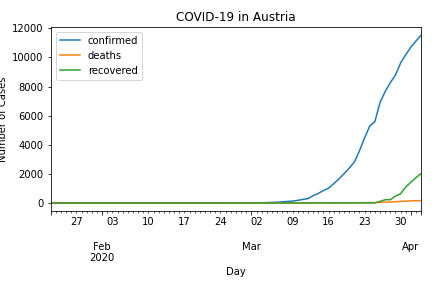 COVID-19 in Austria
confirmed
deaths
recovered
Number of Cases
12000
10000
8000
6000
4000
2000
0
27 03 10 17 24 02 09 16 23 30
Feb Mar Apr
2020
Day